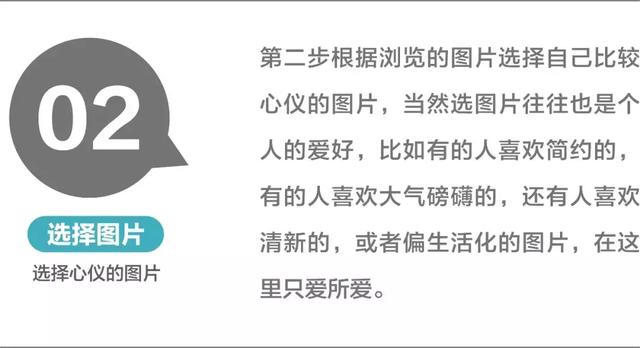 02
选择图片
选择心仪的图片
第二步根据浏览的图片选择自己比较
心仪的图片，当然选图片往往也是个
人的爱好，比如有的人喜欢简约的，
有的人喜欢大气磅礴的，还有人喜欢
清新的，或者偏生活化的图片，在这
里只爱所爱。